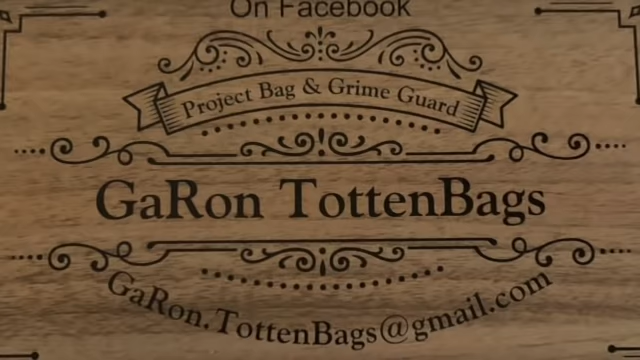 On Facebook
Project Bag & Grime Guard
GaRon TottenBags
GaRon.TottenBags@gmail.com